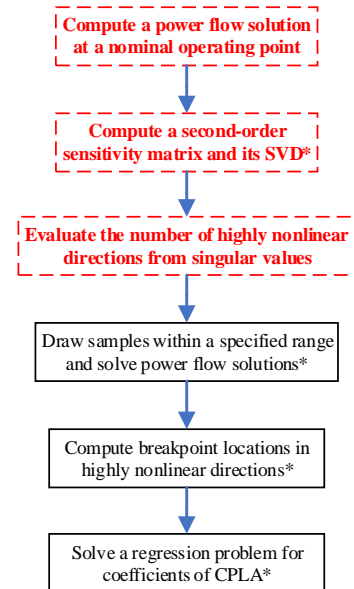 Compute a power flow solution
at a nominal operating point
Compute a second-order
sensitivity matrix and its SVD*
Evaluate the number of highly nonlinear
directions from singular values
Draw samples within a specified range
and solve power flow solutions*
Compute breakpoint locations in
highly nonlinear directions*
Solve a regression problem for
coefficients of CPLA*